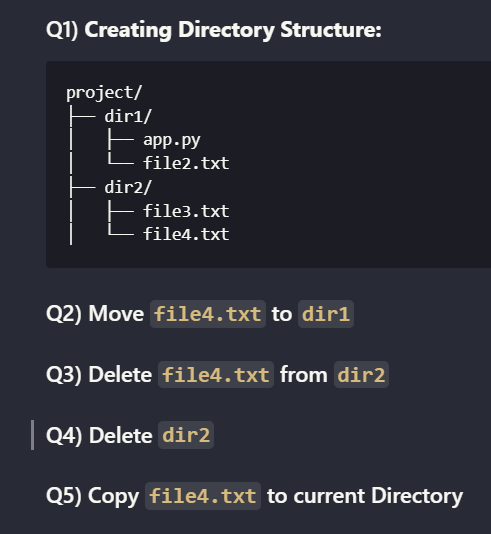 Q1) Creating Directory Structure:
project/
├── dir1/
│   ├── app.py
│   └── file2.txt
├── dir2/
│   ├── file3.txt
│   └── file4.txt
Q2) Move file4.txt to dir1
Q3) Delete file4.txt from dir2
Q4) Delete dir2
Q5) Copy file4.txt to current Directory